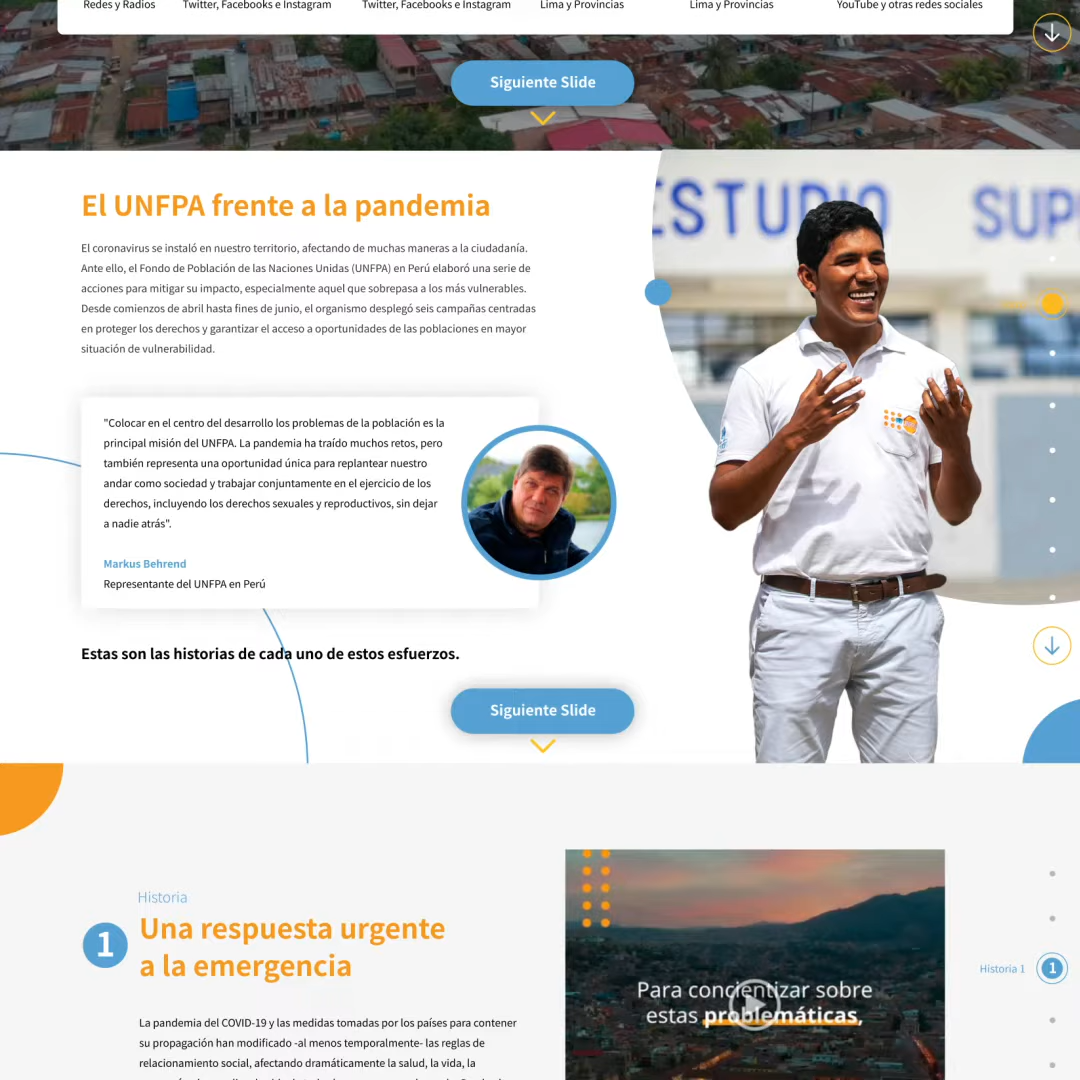 Redes y Radios
Twitter, Facebooks e Instagram
Twitter, Facebooks e Instagram
Lima y Provincias
Lima y Provincias
YouTube y otras redes sociales
Siguiente Slide
El UNFPA frente a la pandemia
El coronavirus se instaló en nuestro territorio, afectando de muchas maneras a la ciudadanía.
Ante ello, el Fondo de Población de las Naciones Unidas (UNFPA) en Perú elaboró una serie de
acciones para mitigar su impacto, especialmente aquel que sobrepasa a los más vulnerables.
Desde comienzos de abril hasta fines de junio, el organismo desplegó seis campañas centradas
en proteger los derechos y garantizar el acceso a oportunidades de las poblaciones en mayor
situación de vulnerabilidad.
ESTUDIO
SUP
"Colocar en el centro del desarrollo los problemas de la población es la
principal misión del UNFPA. La pandemia ha traído muchos retos, pero
también representa una oportunidad única para replantear nuestro
andar como sociedad y trabajar conjuntamente en el ejercicio de los
derechos, incluyendo los derechos sexuales y reproductivos, sin dejar
a nadie atrás".
Markus Behrend
Representante del UNFPA en Perú
Estas son las historias de cada uno de estos esfuerzos.
Siguiente Slide
Historia
1
Una respuesta urgente
a la emergencia
Para concientizar sobre
estas problemáticas,
Historia 1
1
La pandemia del COVID-19 y las medidas tomadas por los países para contener
su propagación han modificado -al menos temporalmente- las reglas de
relacionamiento social, afectando dramáticamente la salud, la vida, la